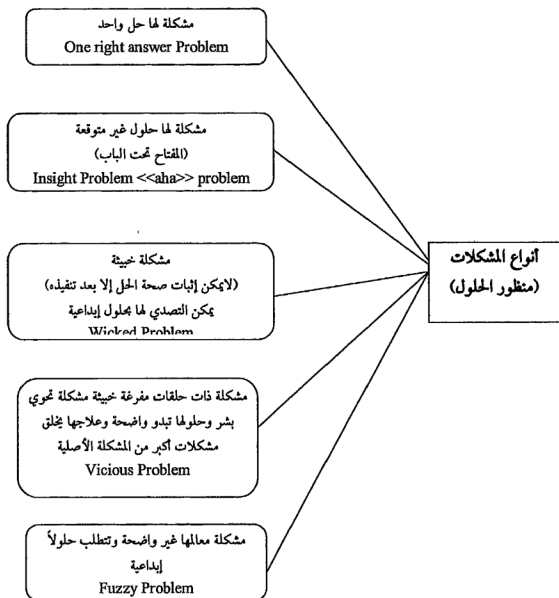 مشكلة لها حل واحد
One right answer Problem
مشكلة لها حلول غير متوقعة
(المفتاح تحت الباب)
Insight Problem <<aha>> problem
أنواع المشكلات
(منظور الحلول)
مشكلة خبيثة
(لايمكن إثبات صحة الحل إلا بعد تنفيذه)
يمكن التصدي لها بحلول إبداعية
Wicked Problem
مشكلة ذات حلقات مفرغة خبيثة مشكلة تحوي
بشر وحلولها تبدو واضحة وعلاجها يخلق
مشكلات أكبر من المشكلة الأصلية
Vicious Problem
مشكلة معالمها غير واضحة وتتطلب حلولاً
إبداعية
Fuzzy Problem